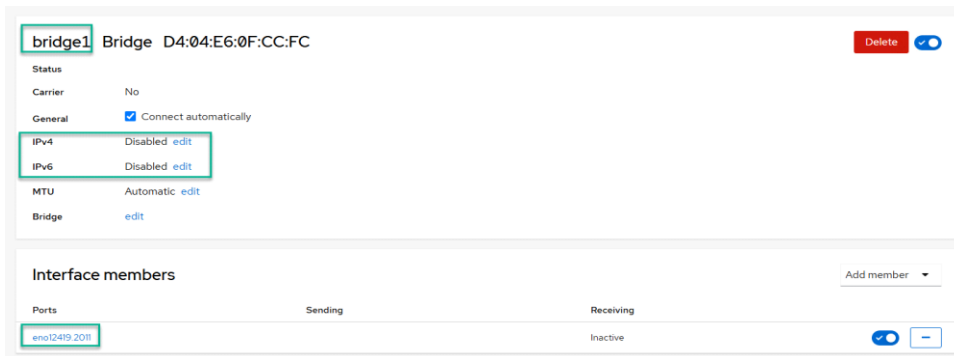 bridge1 Bridge D4:04:E6:0F:CC:FC Delete
Status
Carrier No
General Connect automatically
IPv4 Disabled edit
IPv6 Disabled edit
MTU Automatic edit
Bridge edit
Interface members Add member
Ports Sending Receiving
eno12419.2011 Inactive